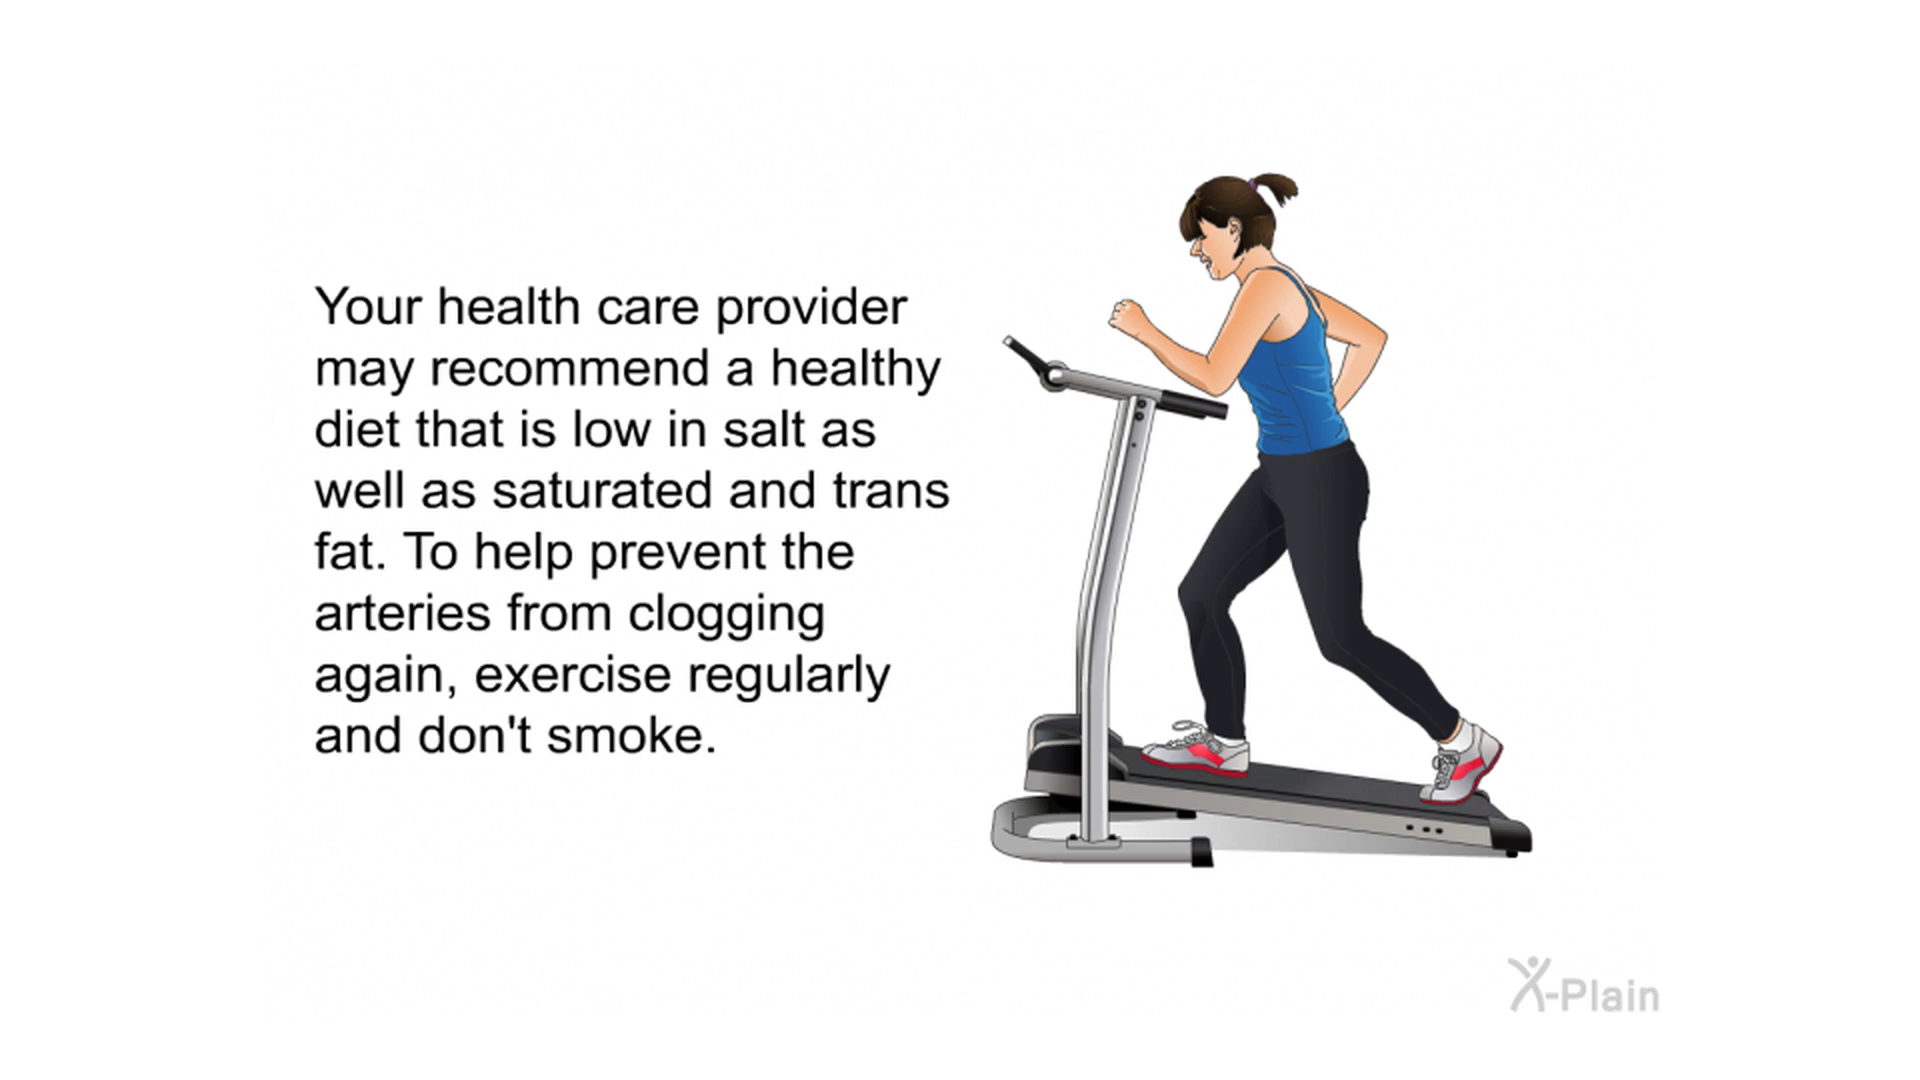 Your health care provider
may recommend a healthy
diet that is low in salt as
well as saturated and trans
fat. To help prevent the
arteries from clogging
again, exercise regularly
and don't smoke.
X-Plain